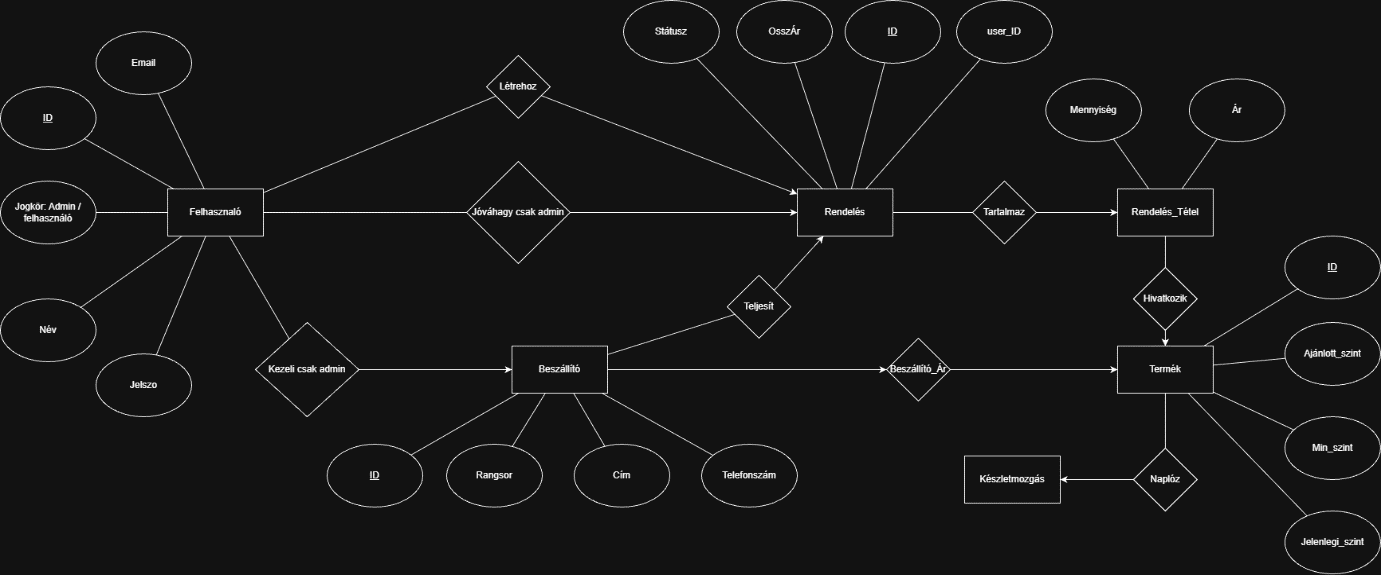 Státusz
OsszÁr
ID
user_ID
Email
Létrehoz
ID
Mennyiség
Ár
Jogkör: Admin /
felhasználó
Felhasznaló
Jóváhagy csak admin
Rendelés
Tartalmaz
Rendelés_Tétel
ID
Teljesít
Hivatkozik
Név
Ajánlott_szint
Jelszo
Kezeli csak admin
Beszállító
Beszállító_Ár
Termék
Min_szint
ID
Rangsor
Cím
Telefonszám
Készletmozgás
Naplóz
Jelenlegi_szint